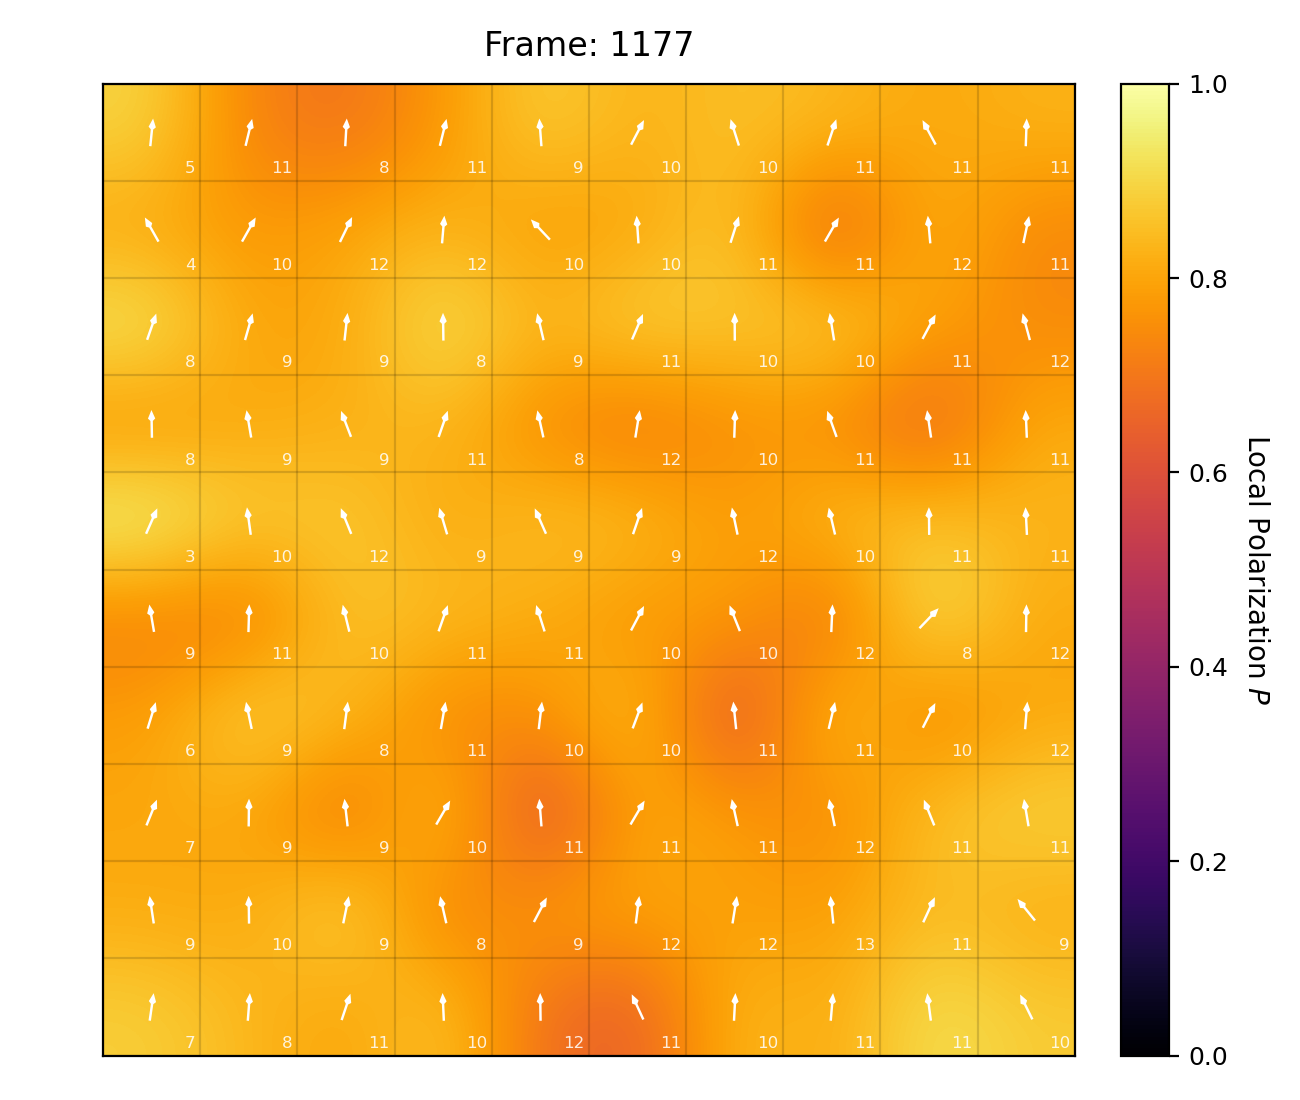 Frame: 1177
5 11 8 11 9 10 10 11 11 11
4 10 12 12 10 10 11 11 12 11
8 9 9 8 9 11 10 10 11 12
8 9 9 11 8 12 10 11 11 11
3 10 12 9 9 9 12 10 11 11
9 11 10 11 11 10 10 12 8 12
6 9 8 11 10 10 11 11 10 12
7 9 9 10 11 11 11 12 11 11
9 10 9 8 9 12 12 13 11 9
7 8 11 10 12 11 10 11 11 10
1.0
0.8
0.6
0.4
0.2
0.0
Local Polarization P